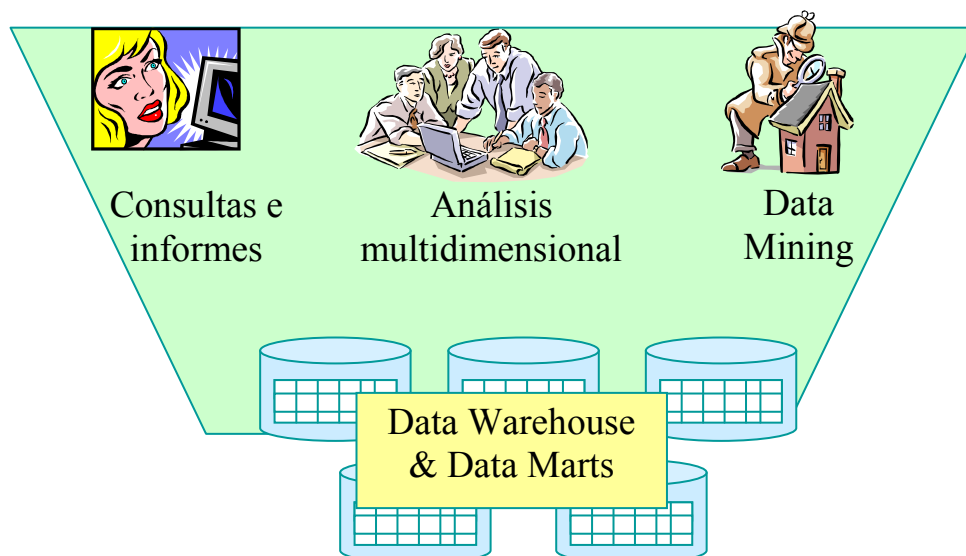 Consultas e
informes
Análisis
multidimensional
Data
Mining
Data Warehouse
& Data Marts